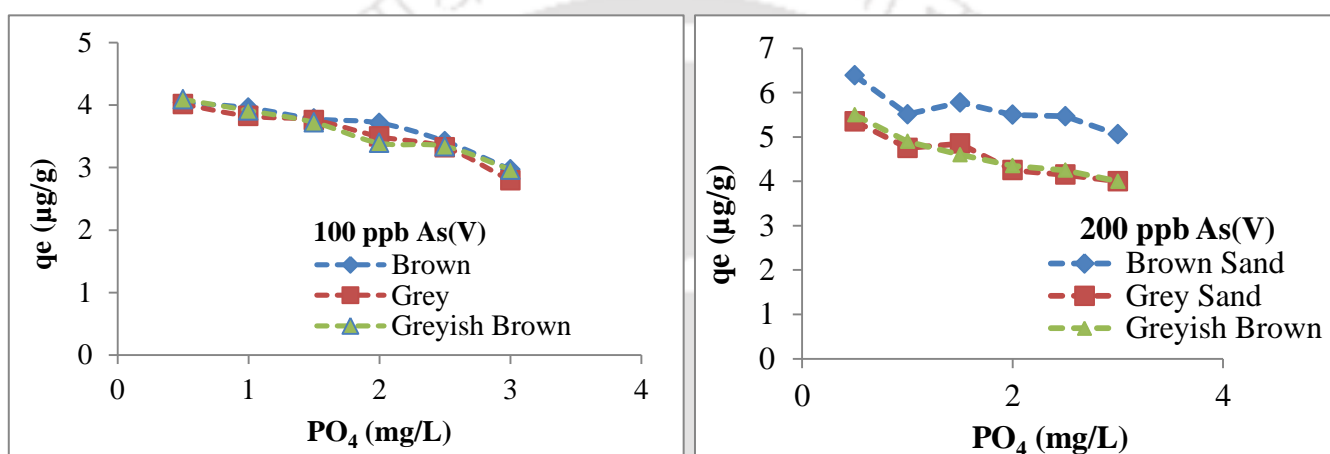 5
4
3
2
1
0
0 1 2 3 4
qe (µg/g)
PO₄ (mg/L)
100 ppb As(V)
Brown
Grey
Greyish Brown
7
6
5
4
3
2
1
0
0 2 4
qe (µg/g)
PO₄ (mg/L)
200 ppb As(V)
Brown Sand
Grey Sand
Greyish Brown